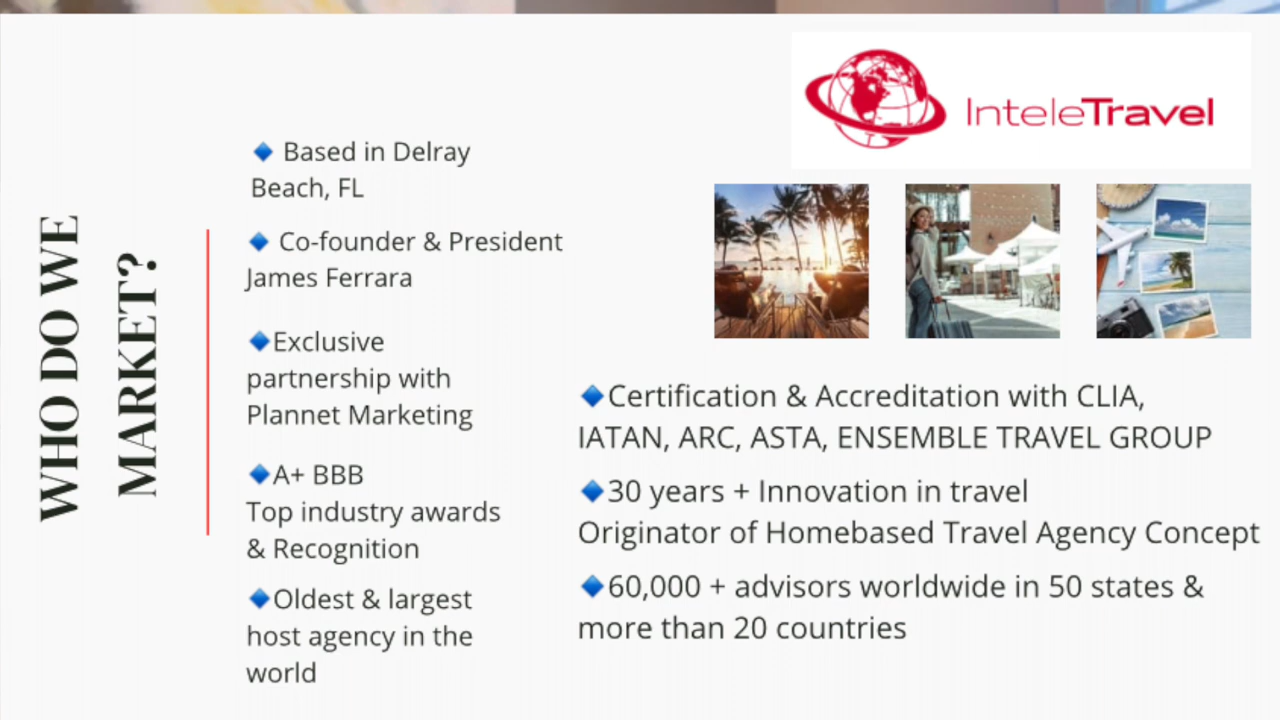 WHO DO WE
MARKET?
🔹 Based in Delray
Beach, FL
🔹 Co-founder & President
James Ferrara
🔹Exclusive
partnership with
Plannet Marketing
🔹A+ BBB
Top industry awards
& Recognition
🔹Oldest & largest
host agency in the
world
InteleTravel
🔹Certification & Accreditation with CLIA,
IATAN, ARC, ASTA, ENSEMBLE TRAVEL GROUP
🔹30 years + Innovation in travel
Originator of Homebased Travel Agency Concept
🔹60,000 + advisors worldwide in 50 states &
more than 20 countries